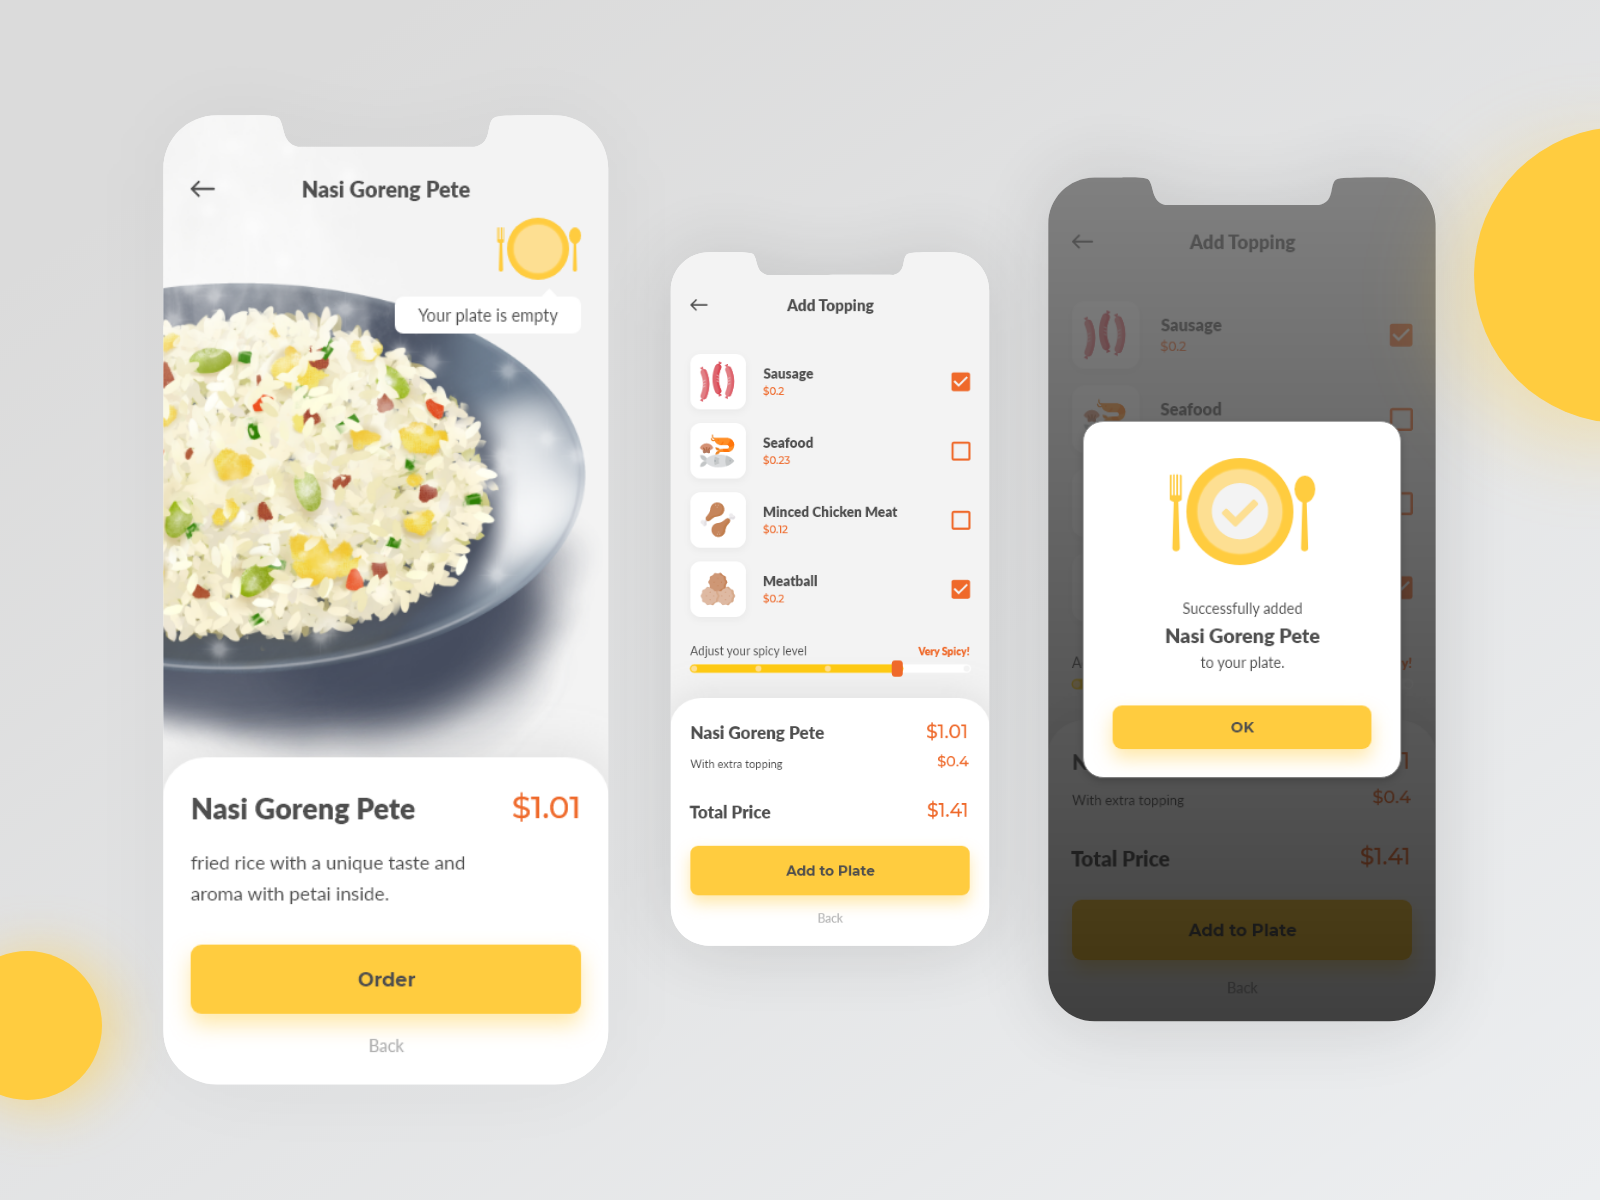 Nasi Goreng Pete
Your plate is empty
Nasi Goreng Pete
$1.01
fried rice with a unique taste and
aroma with petai inside.
Order
Back
Add Topping
Sausage
$0.2
Seafood
$0.23
Minced Chicken Meat
$0.12
Meatball
$0.2
Adjust your spicy level
Very Spicy!
Nasi Goreng Pete
$1.01
With extra topping
$0.4
Total Price
$1.41
Add to Plate
Back
Add Topping
Sausage
$0.2
Seafood
Successfully added
Nasi Goreng Pete
to your plate.
OK
With extra topping
$0.4
Total Price
$1.41
Add to Plate
Back